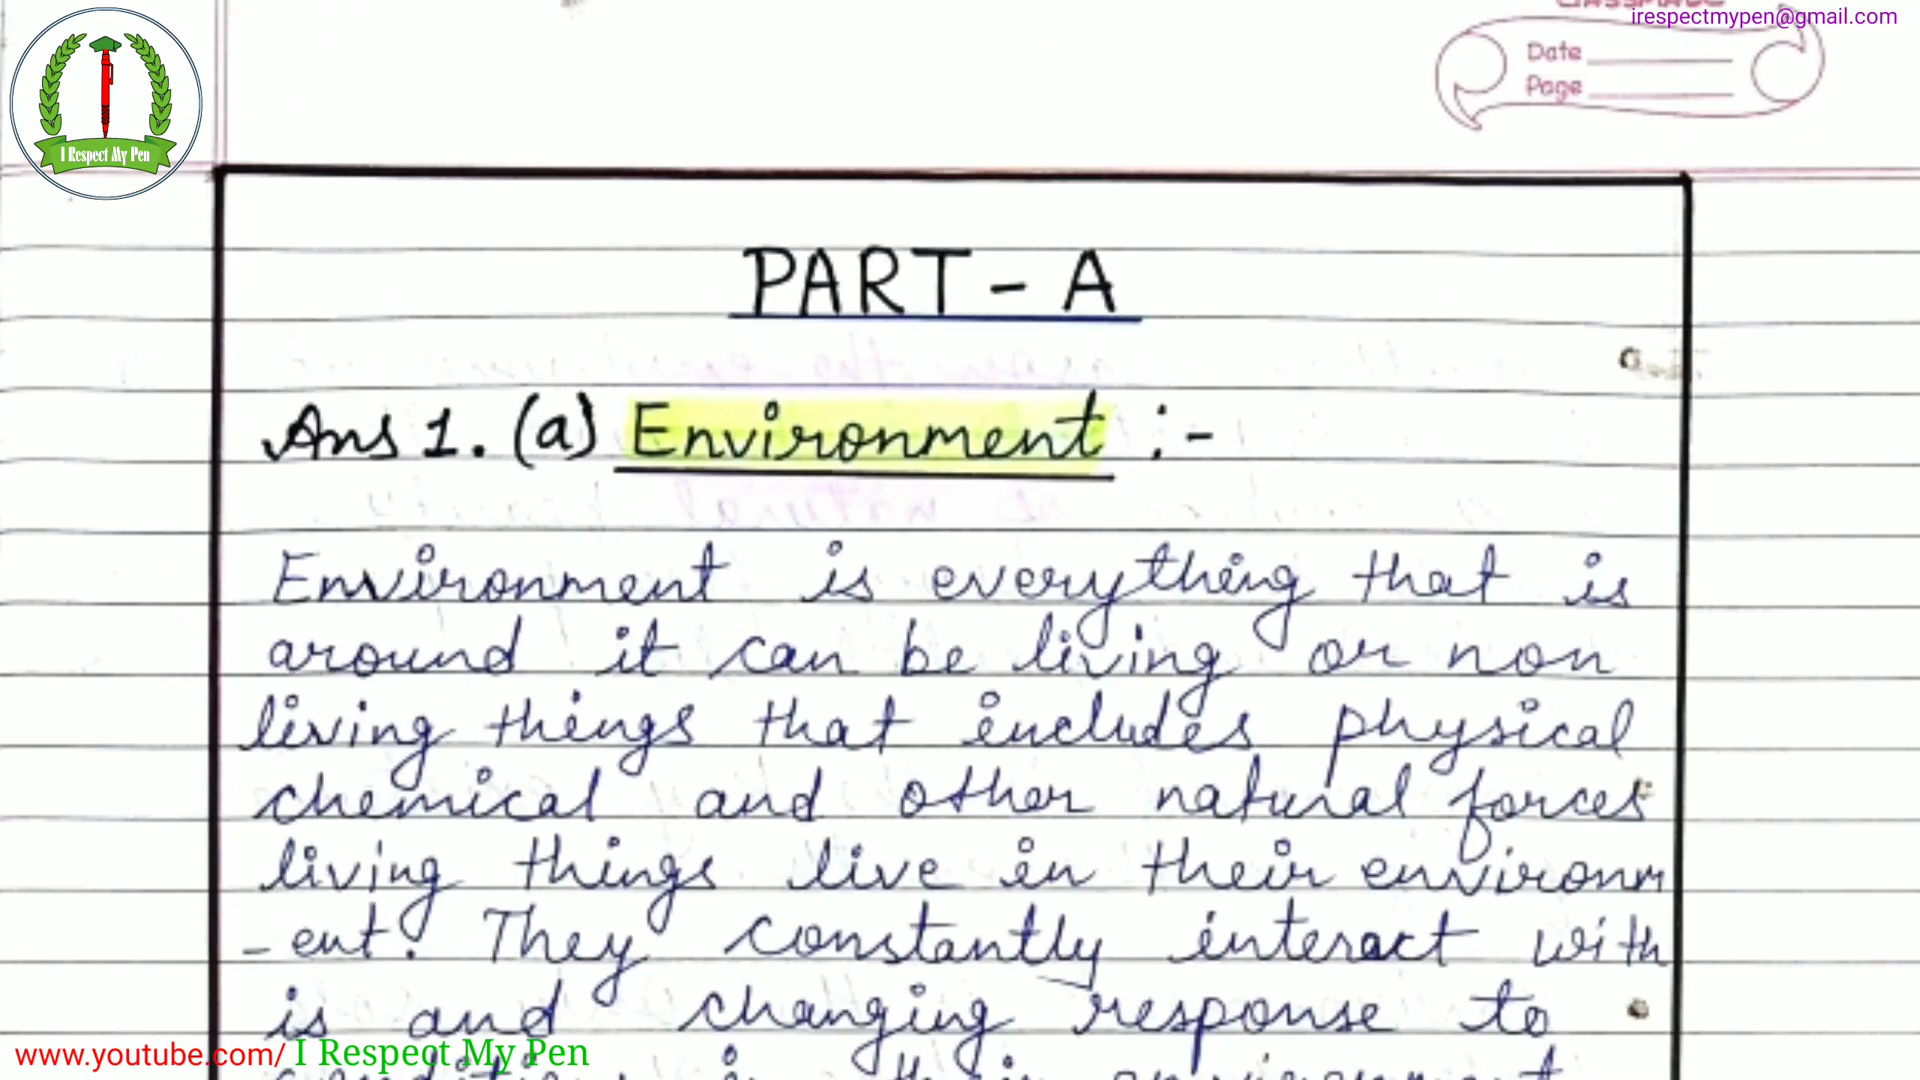 CLASSMATE
irespectmypen@gmail.com
Date
Page
I Respect My Pen
PART - A
Ans 1. (a) Environment :-
Environment is everything that is
around it can be living or non
living things that includes physical
chemical and other natural forces
living things live in their environm
- ent. They constantly interact with
is and changing response to
www.youtube.com/ I Respect My Pen